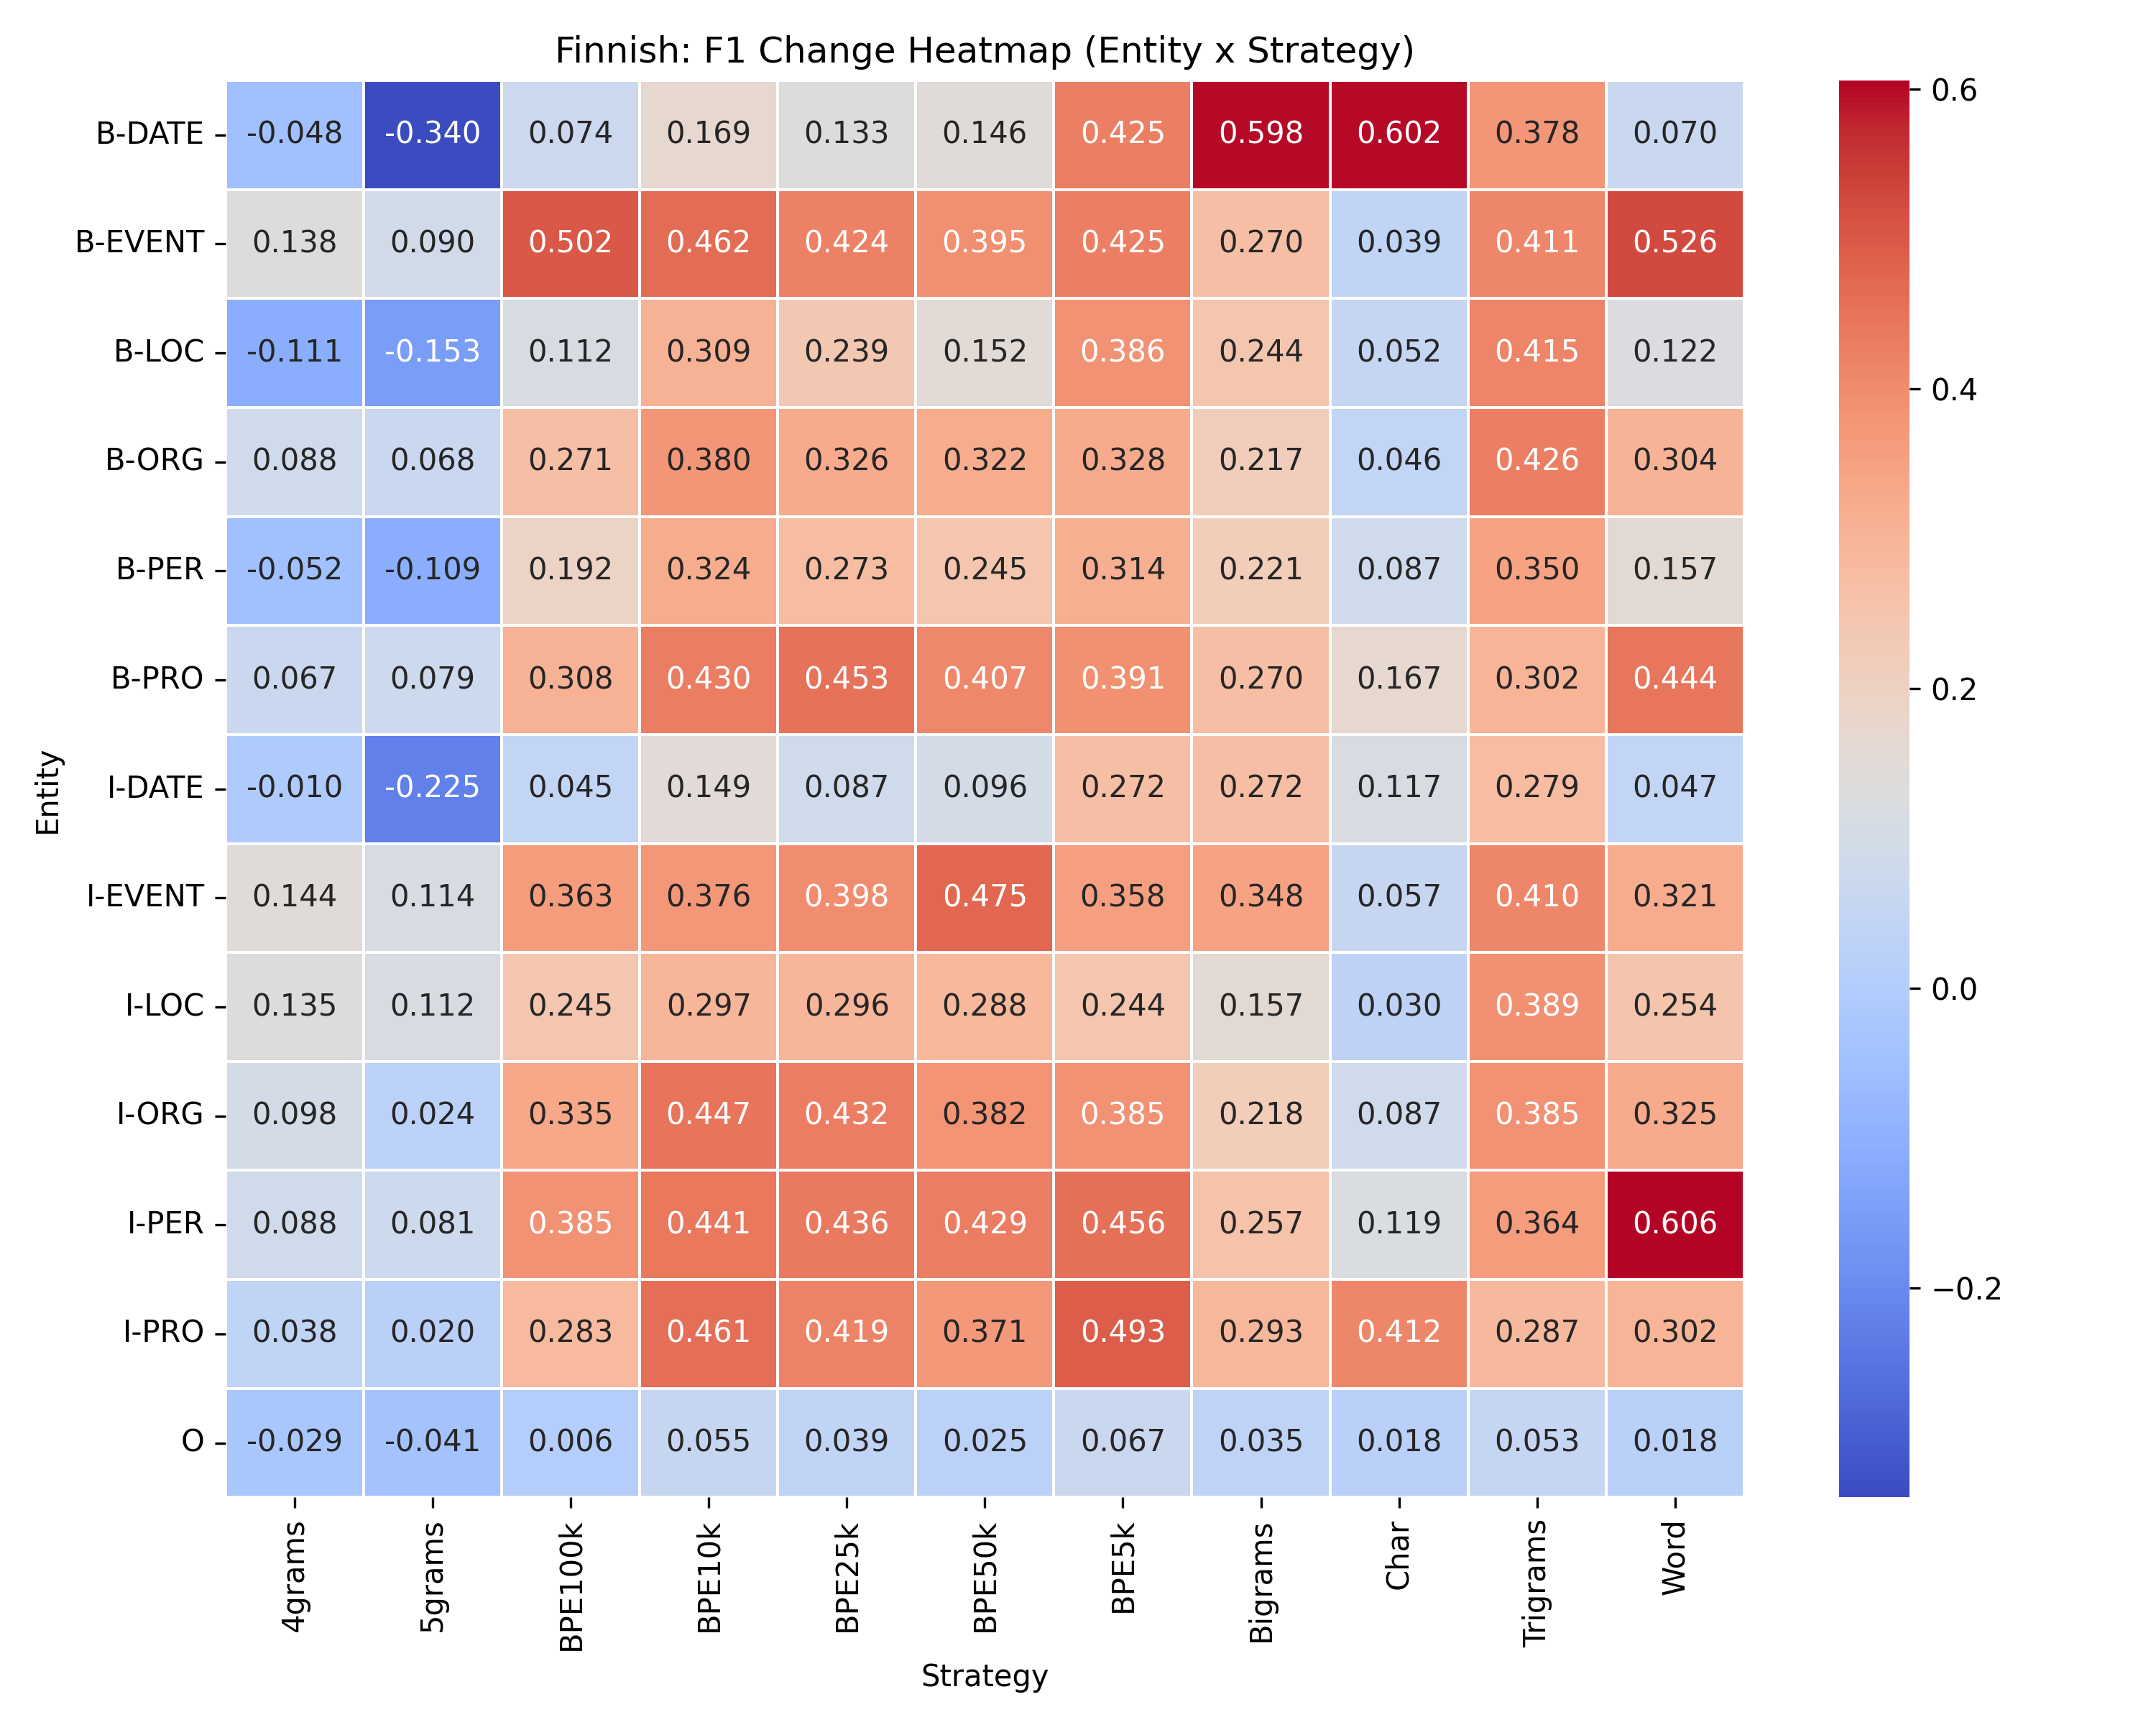 Finnish: F1 Change Heatmap (Entity x Strategy)
B-DATE -0.048 -0.340 0.074 0.169 0.133 0.146 0.425 0.598 0.602 0.378 0.070
B-EVENT 0.138 0.090 0.502 0.462 0.424 0.395 0.425 0.270 0.039 0.411 0.526
B-LOC -0.111 -0.153 0.112 0.309 0.239 0.152 0.386 0.244 0.052 0.415 0.122
B-ORG 0.088 0.068 0.271 0.380 0.326 0.322 0.328 0.217 0.046 0.426 0.304
B-PER -0.052 -0.109 0.192 0.324 0.273 0.245 0.314 0.221 0.087 0.350 0.157
B-PRO 0.067 0.079 0.308 0.430 0.453 0.407 0.391 0.270 0.167 0.302 0.444
I-DATE -0.010 -0.225 0.045 0.149 0.087 0.096 0.272 0.272 0.117 0.279 0.047
I-EVENT 0.144 0.114 0.363 0.376 0.398 0.475 0.358 0.348 0.057 0.410 0.321
I-LOC 0.135 0.112 0.245 0.297 0.296 0.288 0.244 0.157 0.030 0.389 0.254
I-ORG 0.098 0.024 0.335 0.447 0.432 0.382 0.385 0.218 0.087 0.385 0.325
I-PER 0.088 0.081 0.385 0.441 0.436 0.429 0.456 0.257 0.119 0.364 0.606
I-PRO 0.038 0.020 0.283 0.461 0.419 0.371 0.493 0.293 0.412 0.287 0.302
O -0.029 -0.041 0.006 0.055 0.039 0.025 0.067 0.035 0.018 0.053 0.018
4grams 5grams BPE100k BPE10k BPE25k BPE50k BPE5k Bigrams Char Trigrams Word
Strategy
Entity
0.6
0.4
0.2
0.0
−0.2